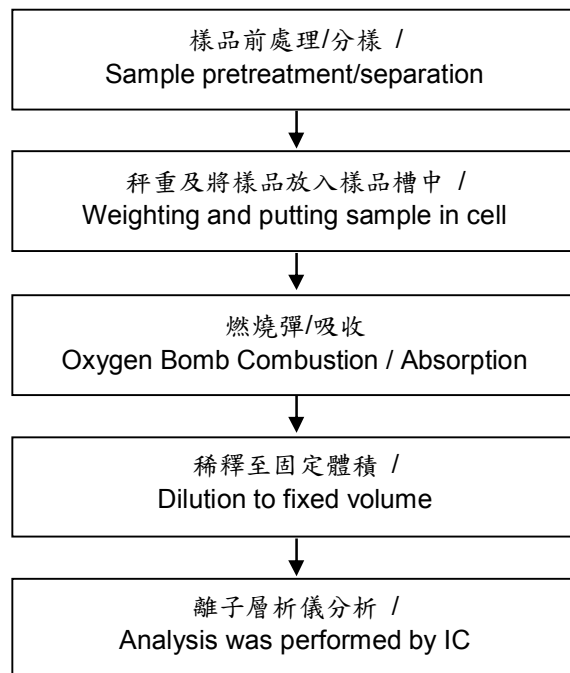 樣品前處理/分樣 /
Sample pretreatment/separation
秤重及將樣品放入樣品槽中 /
Weighting and putting sample in cell
燃燒彈/吸收
Oxygen Bomb Combustion / Absorption
稀釋至固定體積 /
Dilution to fixed volume
離子層析儀分析 /
Analysis was performed by IC